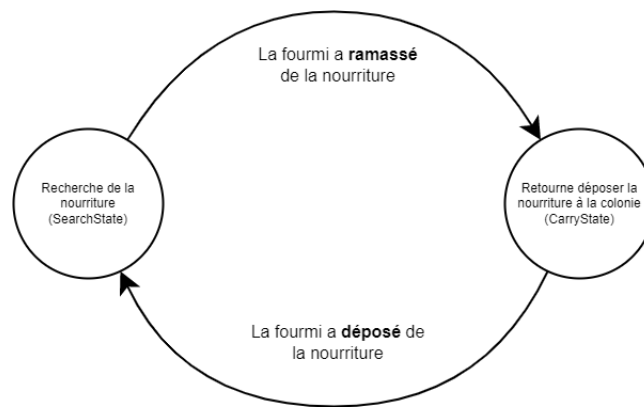 La fourmi a ramassé
de la nourriture
Recherche de la
nourriture
(SearchState)
Retourne déposer la
nourriture à la colonie
(CarryState)
La fourmi a déposé de
la nourriture